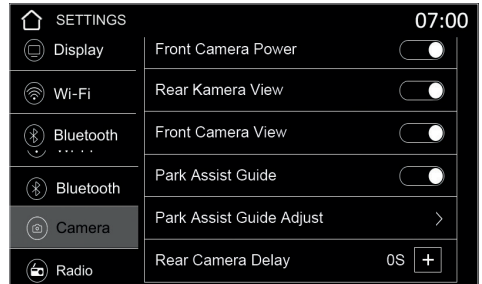 SETTINGS 07:00
Display
Wi-Fi
Bluetooth
Bluetooth
Camera
Radio
Front Camera Power
Rear Kamera View
Front Camera View
Park Assist Guide
Park Assist Guide Adjust >
Rear Camera Delay 0S +